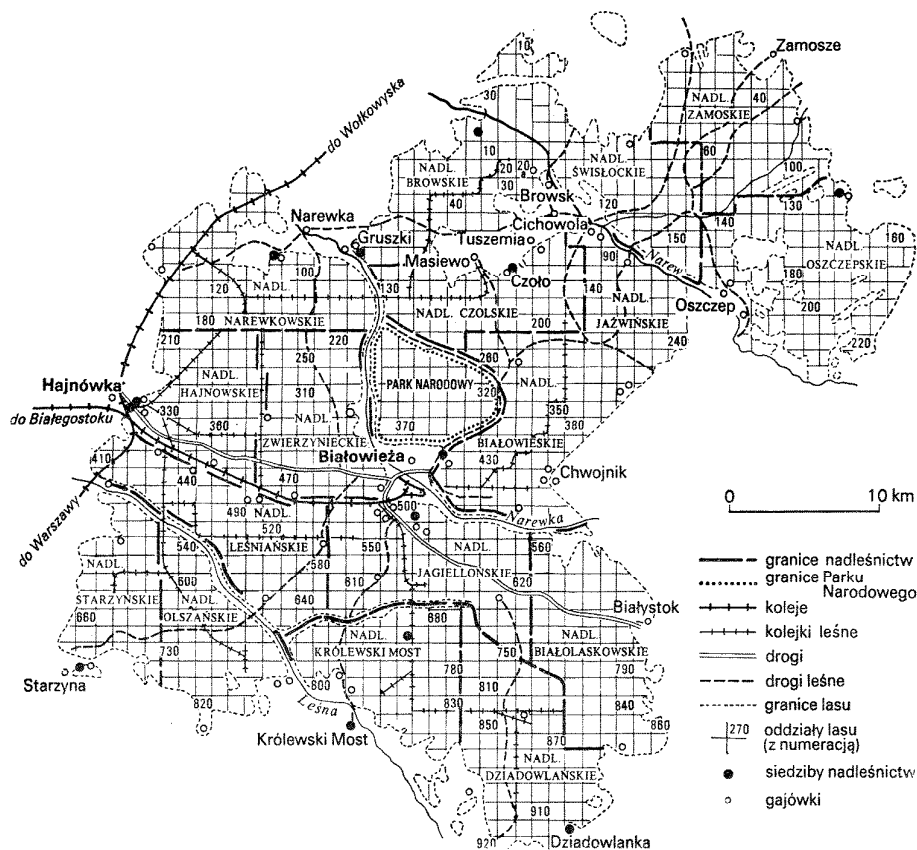 10
Zamosze
30
NADL.
ZAMOSKIE
40
do Wołkowyska
10
NADL.
BROWSKIE
20
20
30
40
Browsk
NADL.
ŚWISŁOCKIE
60
100
120
130
140
Narewka
Gruszki
Cichowola
Tuszemia
Masiewo
Czoło
90
150
Narew
NADL.
OSZCZEPSKIE
160
180
200
220
Oszczep
100
120
NADL.
NAREWKOWSKIE
130
NADL. CZOLSKIE
140
NADL.
JAŹWIŃSKIE
180
210
220
200
240
250
260
Hajnówka
NADL.
HAJNOWSKIE
310
PARK NARODOWY
320
NADL.
BIAŁOWIESKIE
350
do Białegostoku
330
360
NADL.
ZWIERZYNIECKIE
370
380
410
Białowieża
430
440
470
Chwojnik
0
10 km
490
NADL.
LEŚNIAŃSKIE
500
Narewka
520
do Warszawy
540
550
560
580
NADL.
JAGIELLOŃSKIE
NADL.
STARZYŃSKIE
600
NADL.
OLSZAŃSKIE
610
620
640
660
Białystok
680
NADL.
KRÓLEWSKI MOST
NADL.
BIAŁOLASKOWSKIE
730
750
780
790
Starzyna
800
810
820
Leśna
830
840
850
860
Królewski Most
870
NADL.
DZIADOWLAŃSKIE
910
920
Dziadowlanka
granice nadleśnictw
granice Parku
Narodowego
koleje
kolejki leśne
drogi
drogi leśne
granice lasu
270 oddziały lasu
(z numeracją)
siedziby nadleśnictw
gajówki